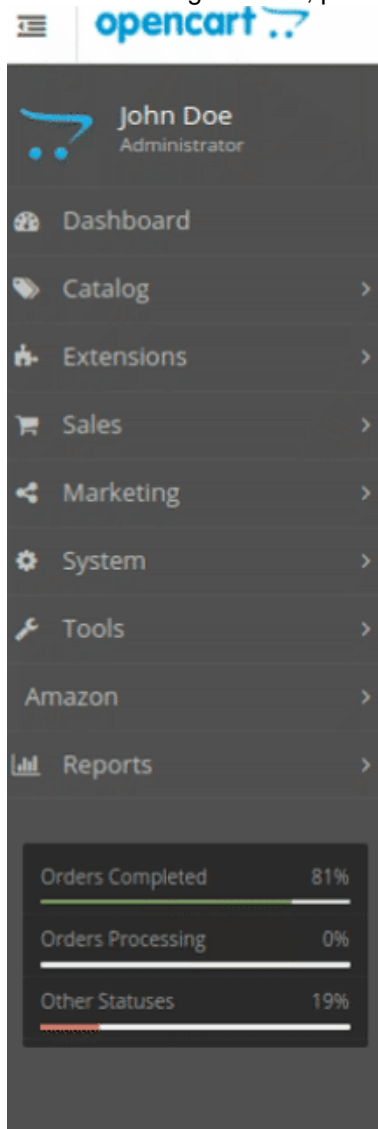 opencart
John Doe
Administrator
Dashboard
Catalog
Extensions
Sales
Marketing
System
Tools
Amazon
Reports
Orders Completed 81%
Orders Processing 0%
Other Statuses 19%